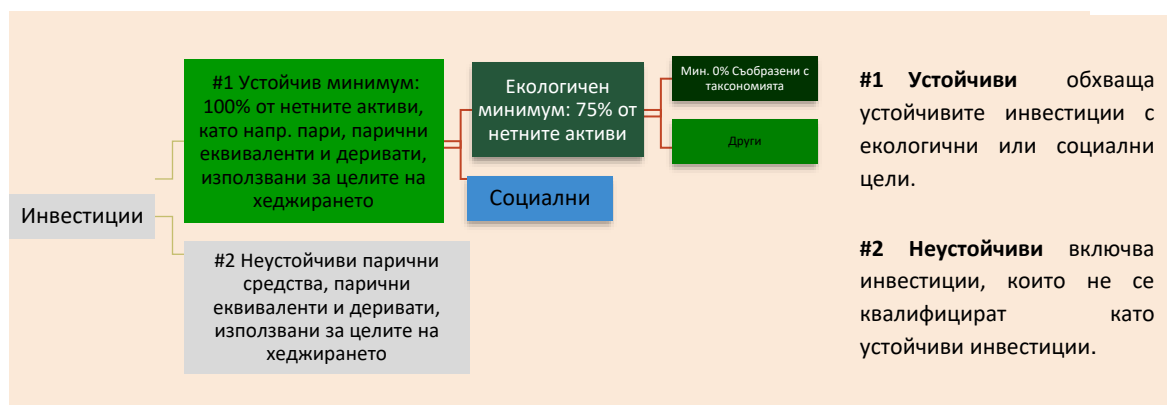 Инвестиции
#1 Устойчив минимум:
100% от нетните активи,
като напр. пари, парични
еквиваленти и деривати,
използвани за целите на
хеджирането
#2 Неустойчиви парични
средства, парични
еквиваленти и деривати,
използвани за целите на
хеджирането
Екологичен
минимум: 75% от
нетните активи
Социални
Мин. 0% Съобразени с
таксономията
Други
#1 Устойчиви обхваща
устойчивите инвестиции с
екологични или социални
цели.
#2 Неустойчиви включва
инвестиции, които не се
квалифицират като
устойчиви инвестиции.